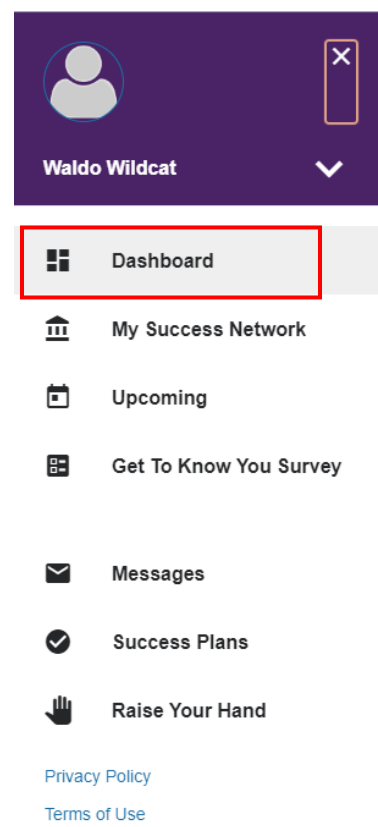 Waldo Wildcat
Dashboard
My Success Network
Upcoming
Get To Know You Survey
Messages
Success Plans
Raise Your Hand
Privacy Policy
Terms of Use